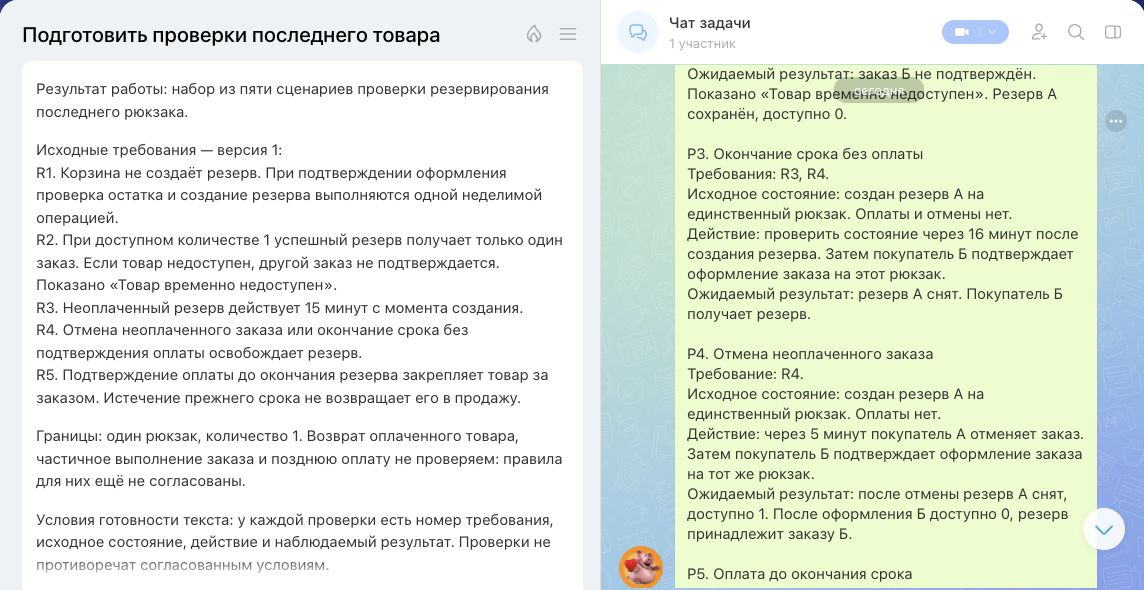 Подготовить проверки последнего товара
Результат работы: набор из пяти сценариев проверки резервирования
последнего рюкзака.
Исходные требования — версия 1:
R1. Корзина не создаёт резерв. При подтверждении оформления
проверка остатка и создание резерва выполняются одной неделимой
операцией.
R2. При доступном количестве 1 успешный резерв получает только один
заказ. Если товар недоступен, другой заказ не подтверждается.
Показано «Товар временно недоступен».
R3. Неоплаченный резерв действует 15 минут с момента создания.
R4. Отмена неоплаченного заказа или окончание срока без
подтверждения оплаты освобождает резерв.
R5. Подтверждение оплаты до окончания резерва закрепляет товар за
заказом. Истечение прежнего срока не возвращает его в продажу.
Границы: один рюкзак, количество 1. Возврат оплаченного товара,
частичное выполнение заказа и позднюю оплату не проверяем: правила
для них ещё не согласованы.
Условия готовности текста: у каждой проверки есть номер требования,
исходное состояние, действие и наблюдаемый результат. Проверки не
противоречат согласованным условиям.
Чат задачи
1 участник
Ожидаемый результат: заказ Б не подтверждён.
Показано «Товар временно недоступен». Резерв А
сохранён, доступно 0.
сегодня
P3. Окончание срока без оплаты
Требования: R3, R4.
Исходное состояние: создан резерв А на
единственный рюкзак. Оплаты и отмены нет.
Действие: проверить состояние через 16 минут после
создания резерва. Затем покупатель Б подтверждает
оформление заказа на этот рюкзак.
Ожидаемый результат: резерв А снят. Покупатель Б
получает резерв.
P4. Отмена неоплаченного заказа
Требование: R4.
Исходное состояние: создан резерв А на
единственный рюкзак. Оплаты нет.
Действие: через 5 минут покупатель А отменяет заказ.
Затем покупатель Б подтверждает оформление заказа
на тот же рюкзак.
Ожидаемый результат: после отмены резерв А снят,
доступно 1. После оформления Б доступно 0, резерв
принадлежит заказу Б.
P5. Оплата до окончания срока